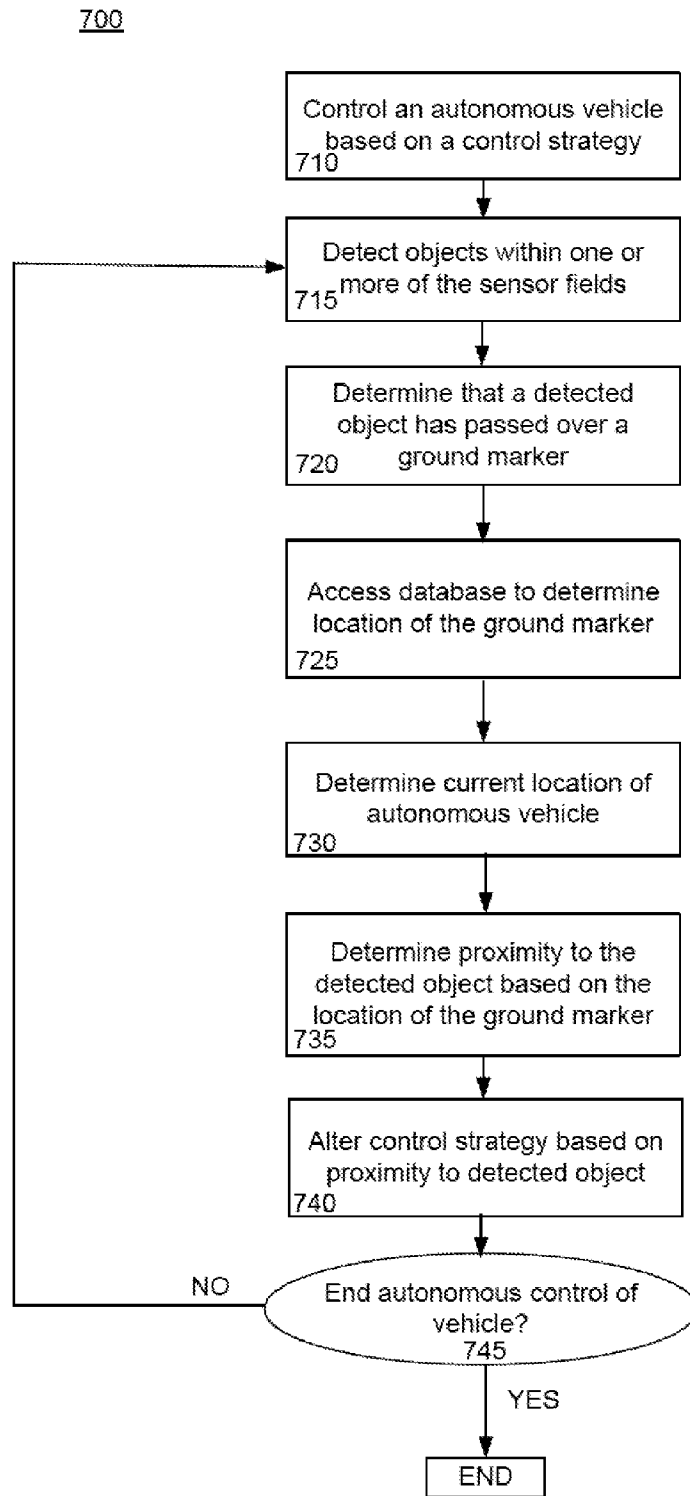 700
Control an autonomous vehicle
based on a control strategy
710
Detect objects within one or
more of the sensor fields
715
Determine that a detected
object has passed over a
ground marker
720
Access database to determine
location of the ground marker
725
Determine current location of
autonomous vehicle
730
Determine proximity to the
detected object based on the
location of the ground marker
735
Alter control strategy based on
proximity to detected object
740
NO
End autonomous control of
vehicle?
745
YES
END